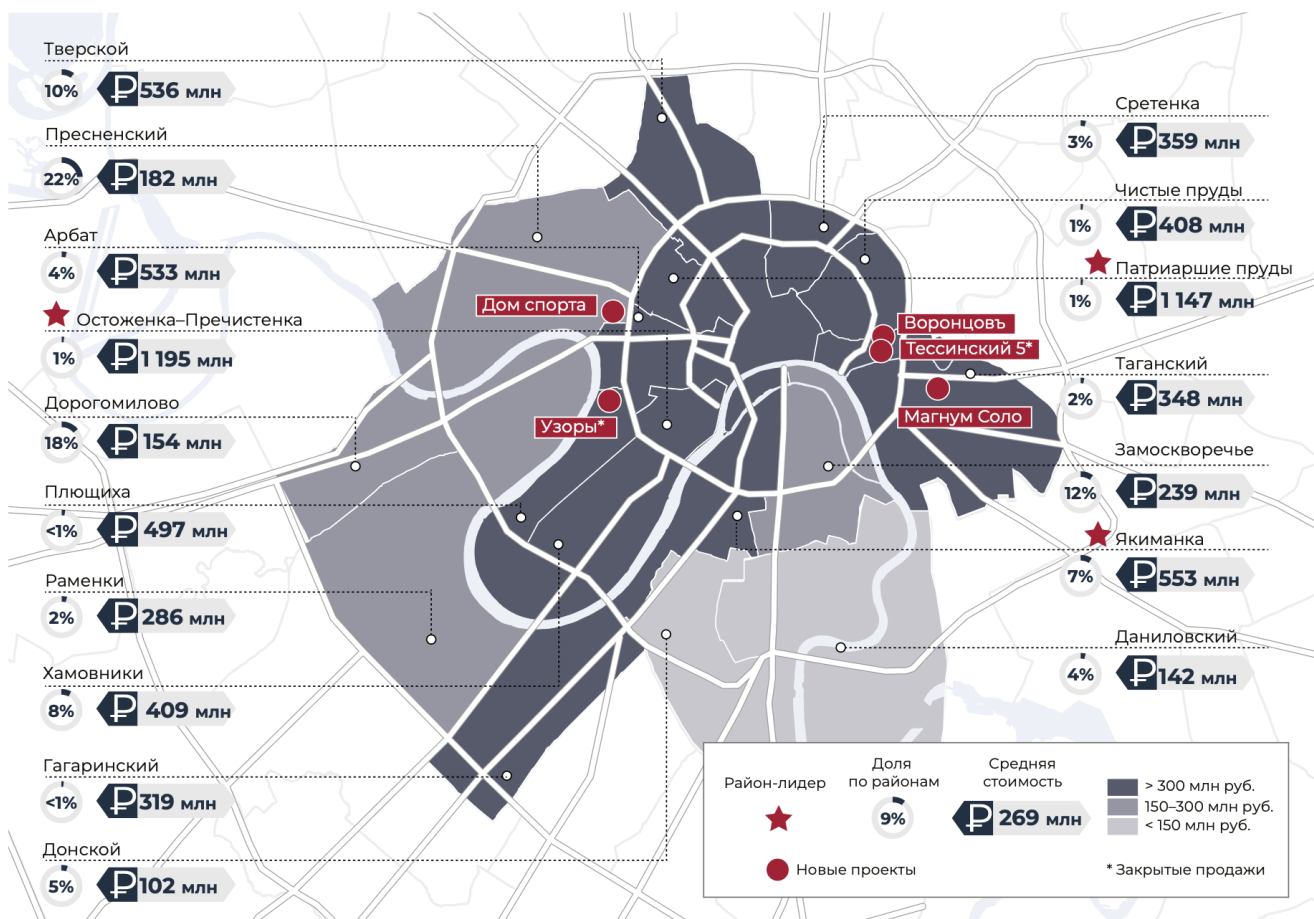 Тверской
10%
₽ 536 млн
Пресненский
22%
₽ 182 млн
Арбат
4%
₽ 533 млн
Остоженка–Пречистенка
1%
₽ 1 195 млн
Дорогомилово
18%
₽ 154 млн
Плющиха
<1%
₽ 497 млн
Раменки
2%
₽ 286 млн
Хамовники
8%
₽ 409 млн
Гагаринский
<1%
₽ 319 млн
Донской
5%
₽ 102 млн
Дом спорта
Узоры*
Воронцовъ
Тессинский 5*
Магнум Соло
Сретенка
3%
₽ 359 млн
Чистые пруды
1%
₽ 408 млн
Патриаршие пруды
1%
₽ 1 147 млн
Таганский
2%
₽ 348 млн
Замоскворечье
12%
₽ 239 млн
Якиманка
7%
₽ 553 млн
Даниловский
4%
₽ 142 млн
Район-лидер
Доля
по районам
9%
Средняя
стоимость
₽ 269 млн
> 300 млн руб.
150–300 млн руб.
< 150 млн руб.
Новые проекты
* Закрытые продажи